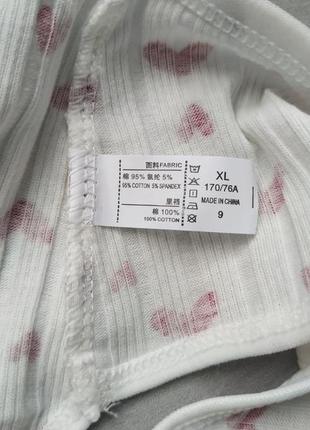 面料FABRIC
棉 95% 氨纶 5%
95% COTTON 5% SPANDEX
里裆
棉 100%
100% COTTON
XL
170/76A
MADE IN CHINA
9